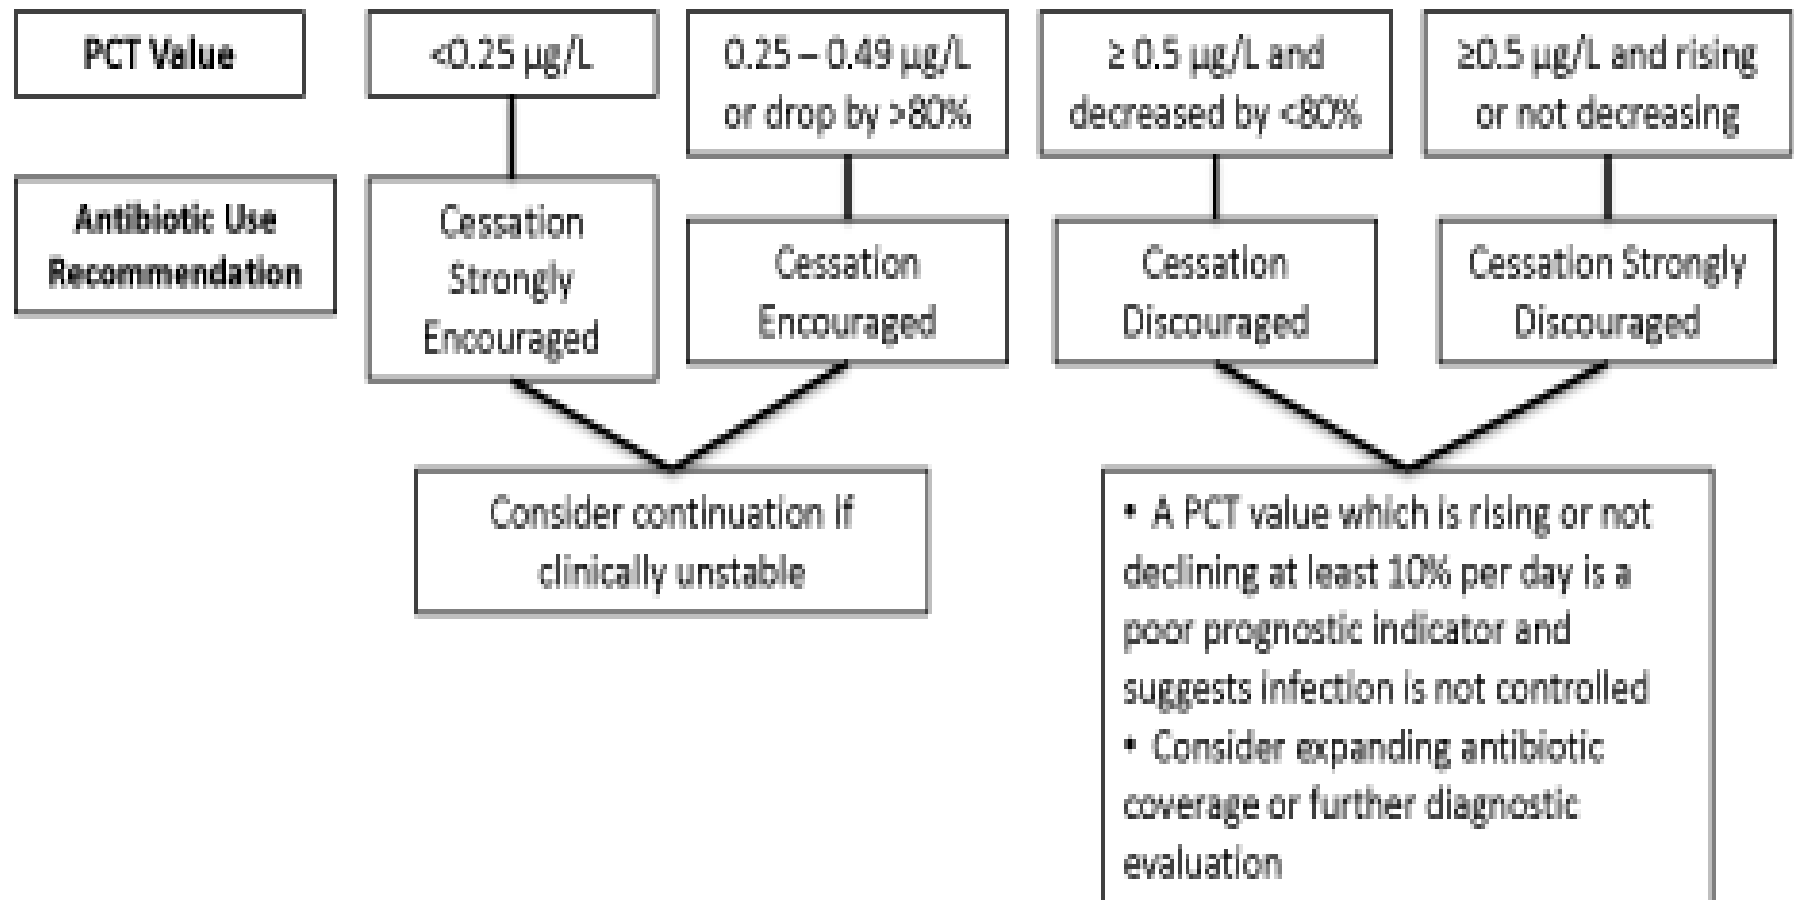 PCT Value
<0.25 µg/L
0.25 – 0.49 µg/L
or drop by >80%
≥ 0.5 µg/L and
decreased by <80%
≥0.5 µg/L and rising
or not decreasing
Antibiotic Use
Recommendation
Cessation
Strongly
Encouraged
Cessation
Encouraged
Cessation
Discouraged
Cessation Strongly
Discouraged
Consider continuation if
clinically unstable
• A PCT value which is rising or not
declining at least 10% per day is a
poor prognostic indicator and
suggests infection is not controlled
• Consider expanding antibiotic
coverage or further diagnostic
evaluation